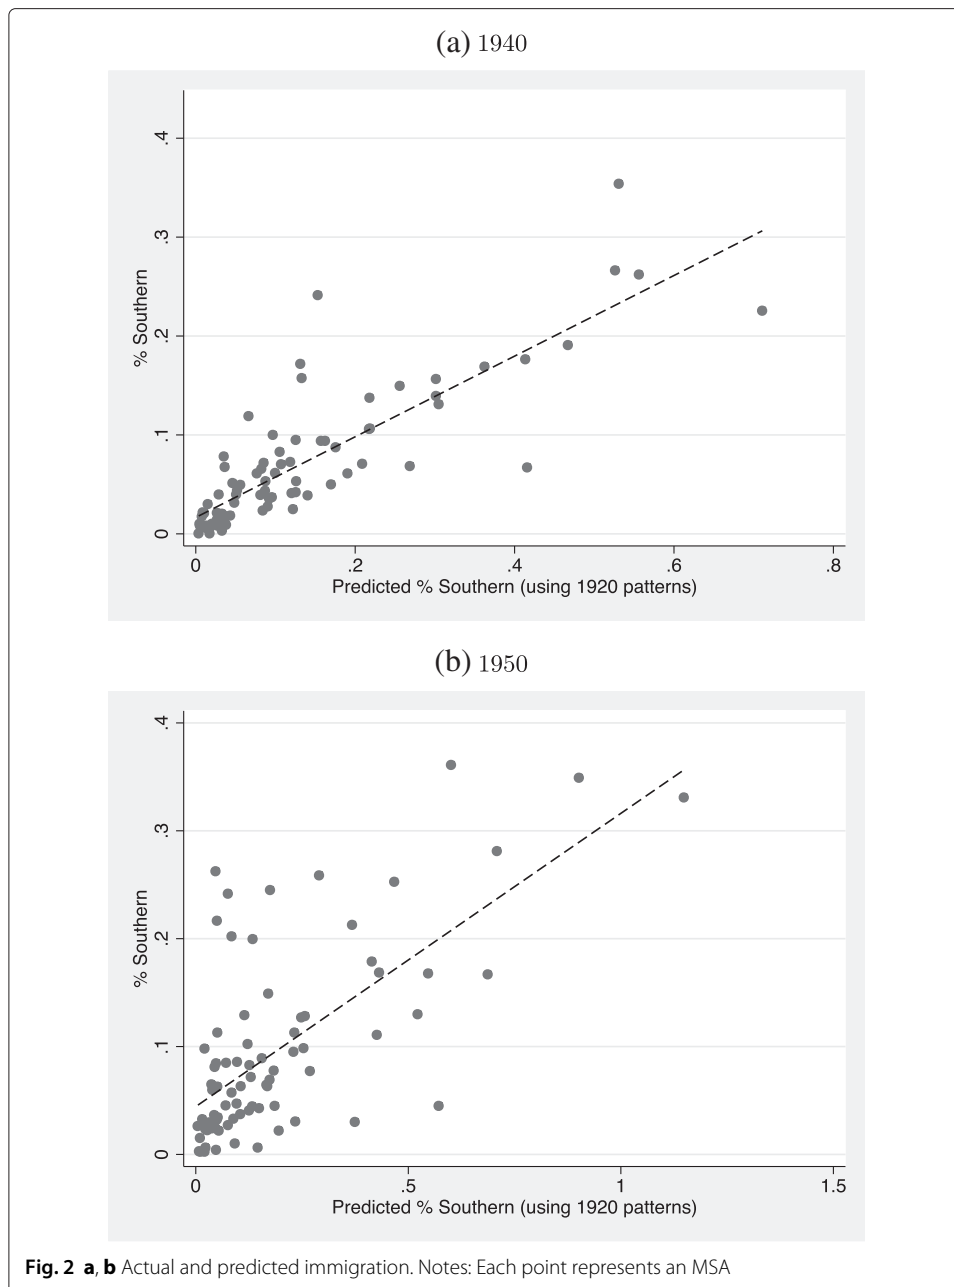 (a) 1940
.4
.3
.2
.1
0
% Southern
0 .2 .4 .6 .8
Predicted % Southern (using 1920 patterns)
(b) 1950
.4
.3
.2
.1
0
% Southern
0 .5 1 1.5
Predicted % Southern (using 1920 patterns)
Fig. 2 a, b Actual and predicted immigration. Notes: Each point represents an MSA